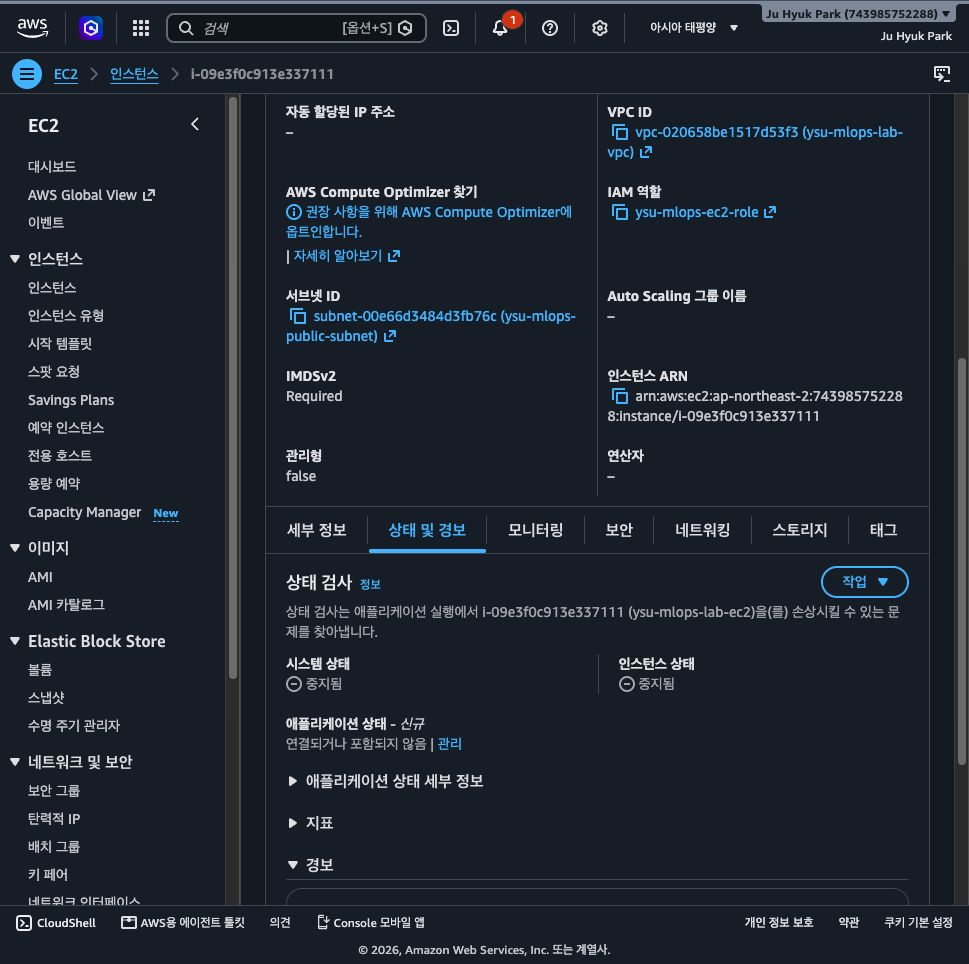 aws
검색
[옵션+S]
1
아시아 태평양
Ju Hyuk Park (743985752288)
Ju Hyuk Park
EC2
인스턴스
i-09e3f0c913e337111
EC2
대시보드
AWS Global View
이벤트
인스턴스
인스턴스
인스턴스 유형
시작 템플릿
스팟 요청
Savings Plans
예약 인스턴스
전용 호스트
용량 예약
Capacity Manager New
이미지
AMI
AMI 카탈로그
Elastic Block Store
볼륨
스냅샷
수명 주기 관리자
네트워크 및 보안
보안 그룹
탄력적 IP
배치 그룹
키 페어
네트워크 인터페이스
자동 할당된 IP 주소
–
VPC ID
vpc-020658be1517d53f3 (ysu-mlops-lab-
vpc)
AWS Compute Optimizer 찾기
권장 사항을 위해 AWS Compute Optimizer에
옵트인합니다.
| 자세히 알아보기
IAM 역할
ysu-mlops-ec2-role
서브넷 ID
subnet-00e66d3484d3fb76c (ysu-mlops-
public-subnet)
Auto Scaling 그룹 이름
–
IMDSv2
Required
인스턴스 ARN
arn:aws:ec2:ap-northeast-2:74398575228
8:instance/i-09e3f0c913e337111
관리형
false
연산자
–
세부 정보
상태 및 경보
모니터링
보안
네트워킹
스토리지
태그
상태 검사 정보
작업
상태 검사는 애플리케이션 실행에서 i-09e3f0c913e337111 (ysu-mlops-lab-ec2)을(를) 손상시킬 수 있는 문
제를 찾아냅니다.
시스템 상태
중지됨
인스턴스 상태
중지됨
애플리케이션 상태 - 신규
연결되거나 포함되지 않음 | 관리
애플리케이션 상태 세부 정보
지표
경보
CloudShell
AWS용 에이전트 툴킷
의견
Console 모바일 앱
개인 정보 보호
약관
쿠키 기본 설정
© 2026, Amazon Web Services, Inc. 또는 계열사.